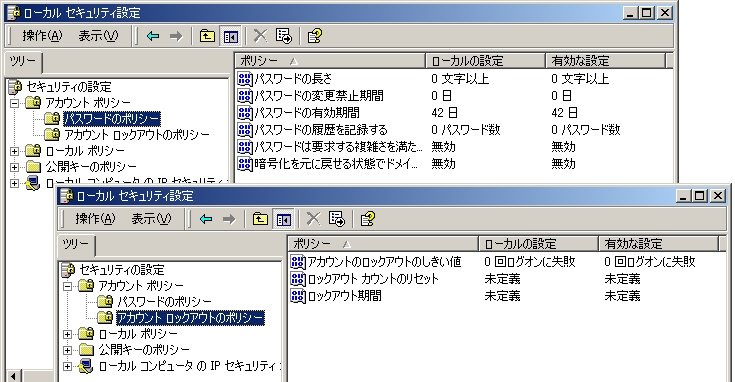 ローカル セキュリティ設定
操作(A) 表示(V)
ツリー
セキュリティの設定
アカウント ポリシー
パスワードのポリシー
アカウント ロックアウトのポリシー
ローカル ポリシー
公開キーのポリシー
ローカル コンピュータ の IP セキュリティ
ポリシー ローカルの設定 有効な設定
パスワードの長さ 0 文字以上 0 文字以上
パスワードの変更禁止期間 0 日 0 日
パスワードの有効期間 42 日 42 日
パスワードの履歴を記録する 0 パスワード数 0 パスワード数
パスワードは要求する複雑さを満た... 無効 無効
暗号化を元に戻せる状態でドメイ... 無効 無効
ローカル セキュリティ設定
操作(A) 表示(V)
ツリー
セキュリティの設定
アカウント ポリシー
パスワードのポリシー
アカウント ロックアウトのポリシー
ローカル ポリシー
公開キーのポリシー
ローカル コンピュータ の IP セキュリティ
ポリシー ローカルの設定 有効な設定
アカウントのロックアウトのしきい値 0 回ログオンに失敗 0 回ログオンに失敗
ロックアウト カウントのリセット 未定義 未定義
ロックアウト期間 未定義 未定義